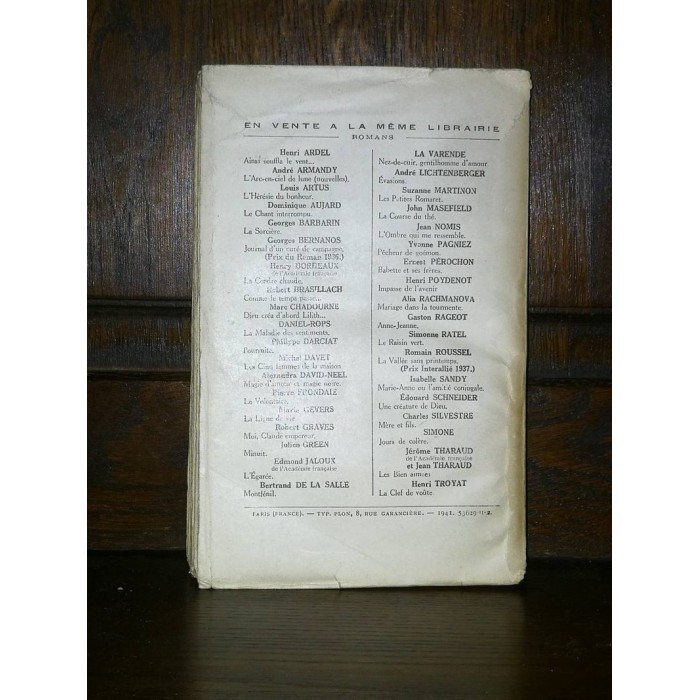 EN VENTE A LA MÊME LIBRAIRIE
ROMANS
Henri ARDEL
Ainsi souffla le vent...
André ARMANDY
L'Arc-en-ciel de lune (nouvelles).
Louis ARTUS
L'Hérésie du bonheur.
Dominique AUJARD
Le Chant interrompu.
Georges BARBARIN
La Sorcière.
Georges BERNANOS
Journal d'un curé de campagne.
(Prix du Roman 1936.)
Henry BORDEAUX
de l'Académie française
La Cendre chaude.
Robert BRASILLACH
Comme le temps passe...
Marc CHADOURNE
Dieu créa d'abord Lilith...
DANIEL-ROPS
La Maladie des sentiments.
Philippe DARCIAT
Poursuite.
Michel DAVET
Les Cinq femmes de la maison
Alexandra DAVID-NEEL
Magie d'amour et magie noire.
Pierre FRONDAIE
Le Volontaire.
Marie GEVERS
La Ligne de vie.
Robert GRAVES
Moi, Claude empereur.
Julien GREEN
Minuit.
Edmond JALOUX
de l'Académie française
L'Égarée.
Bertrand DE LA SALLE
Montfénil.
LA VARENDE
Nez-de-cuir, gentilhomme d'amour
André LICHTENBERGER
Évasions.
Suzanne MARTINON
Les Petites Romaret.
John MASEFIELD
La Course du thé.
Jean NOMIS
L'Ombre qui me ressemble.
Yvonne PAGNIEZ
Pêcheur de goémon.
Ernest PÉROCHON
Babette et ses frères.
Henri POYDENOT
Impasse de l'avenir
Alia RACHMANOVA
Mariage dans la tourmente.
Gaston RAGEOT
Anne-Jeanne.
Simonne RATEL
Le Raisin vert.
Romain ROUSSEL
La Vallée sans printemps.
(Prix Interallié 1937.)
Isabelle SANDY
Marie-Anne ou l'amitié conjugale.
Édouard SCHNEIDER
Une créature de Dieu.
Charles SILVESTRE
Mère et fils.
SIMONE
Jours de colère.
Jérôme THARAUD
de l'Académie française
et Jean THARAUD
Les Bien aimées
Henri TROYAT
La Clef de voûte
PARIS (FRANCE). — TYP. PLON, 8, RUE GARANCIÈRE. — 1941.